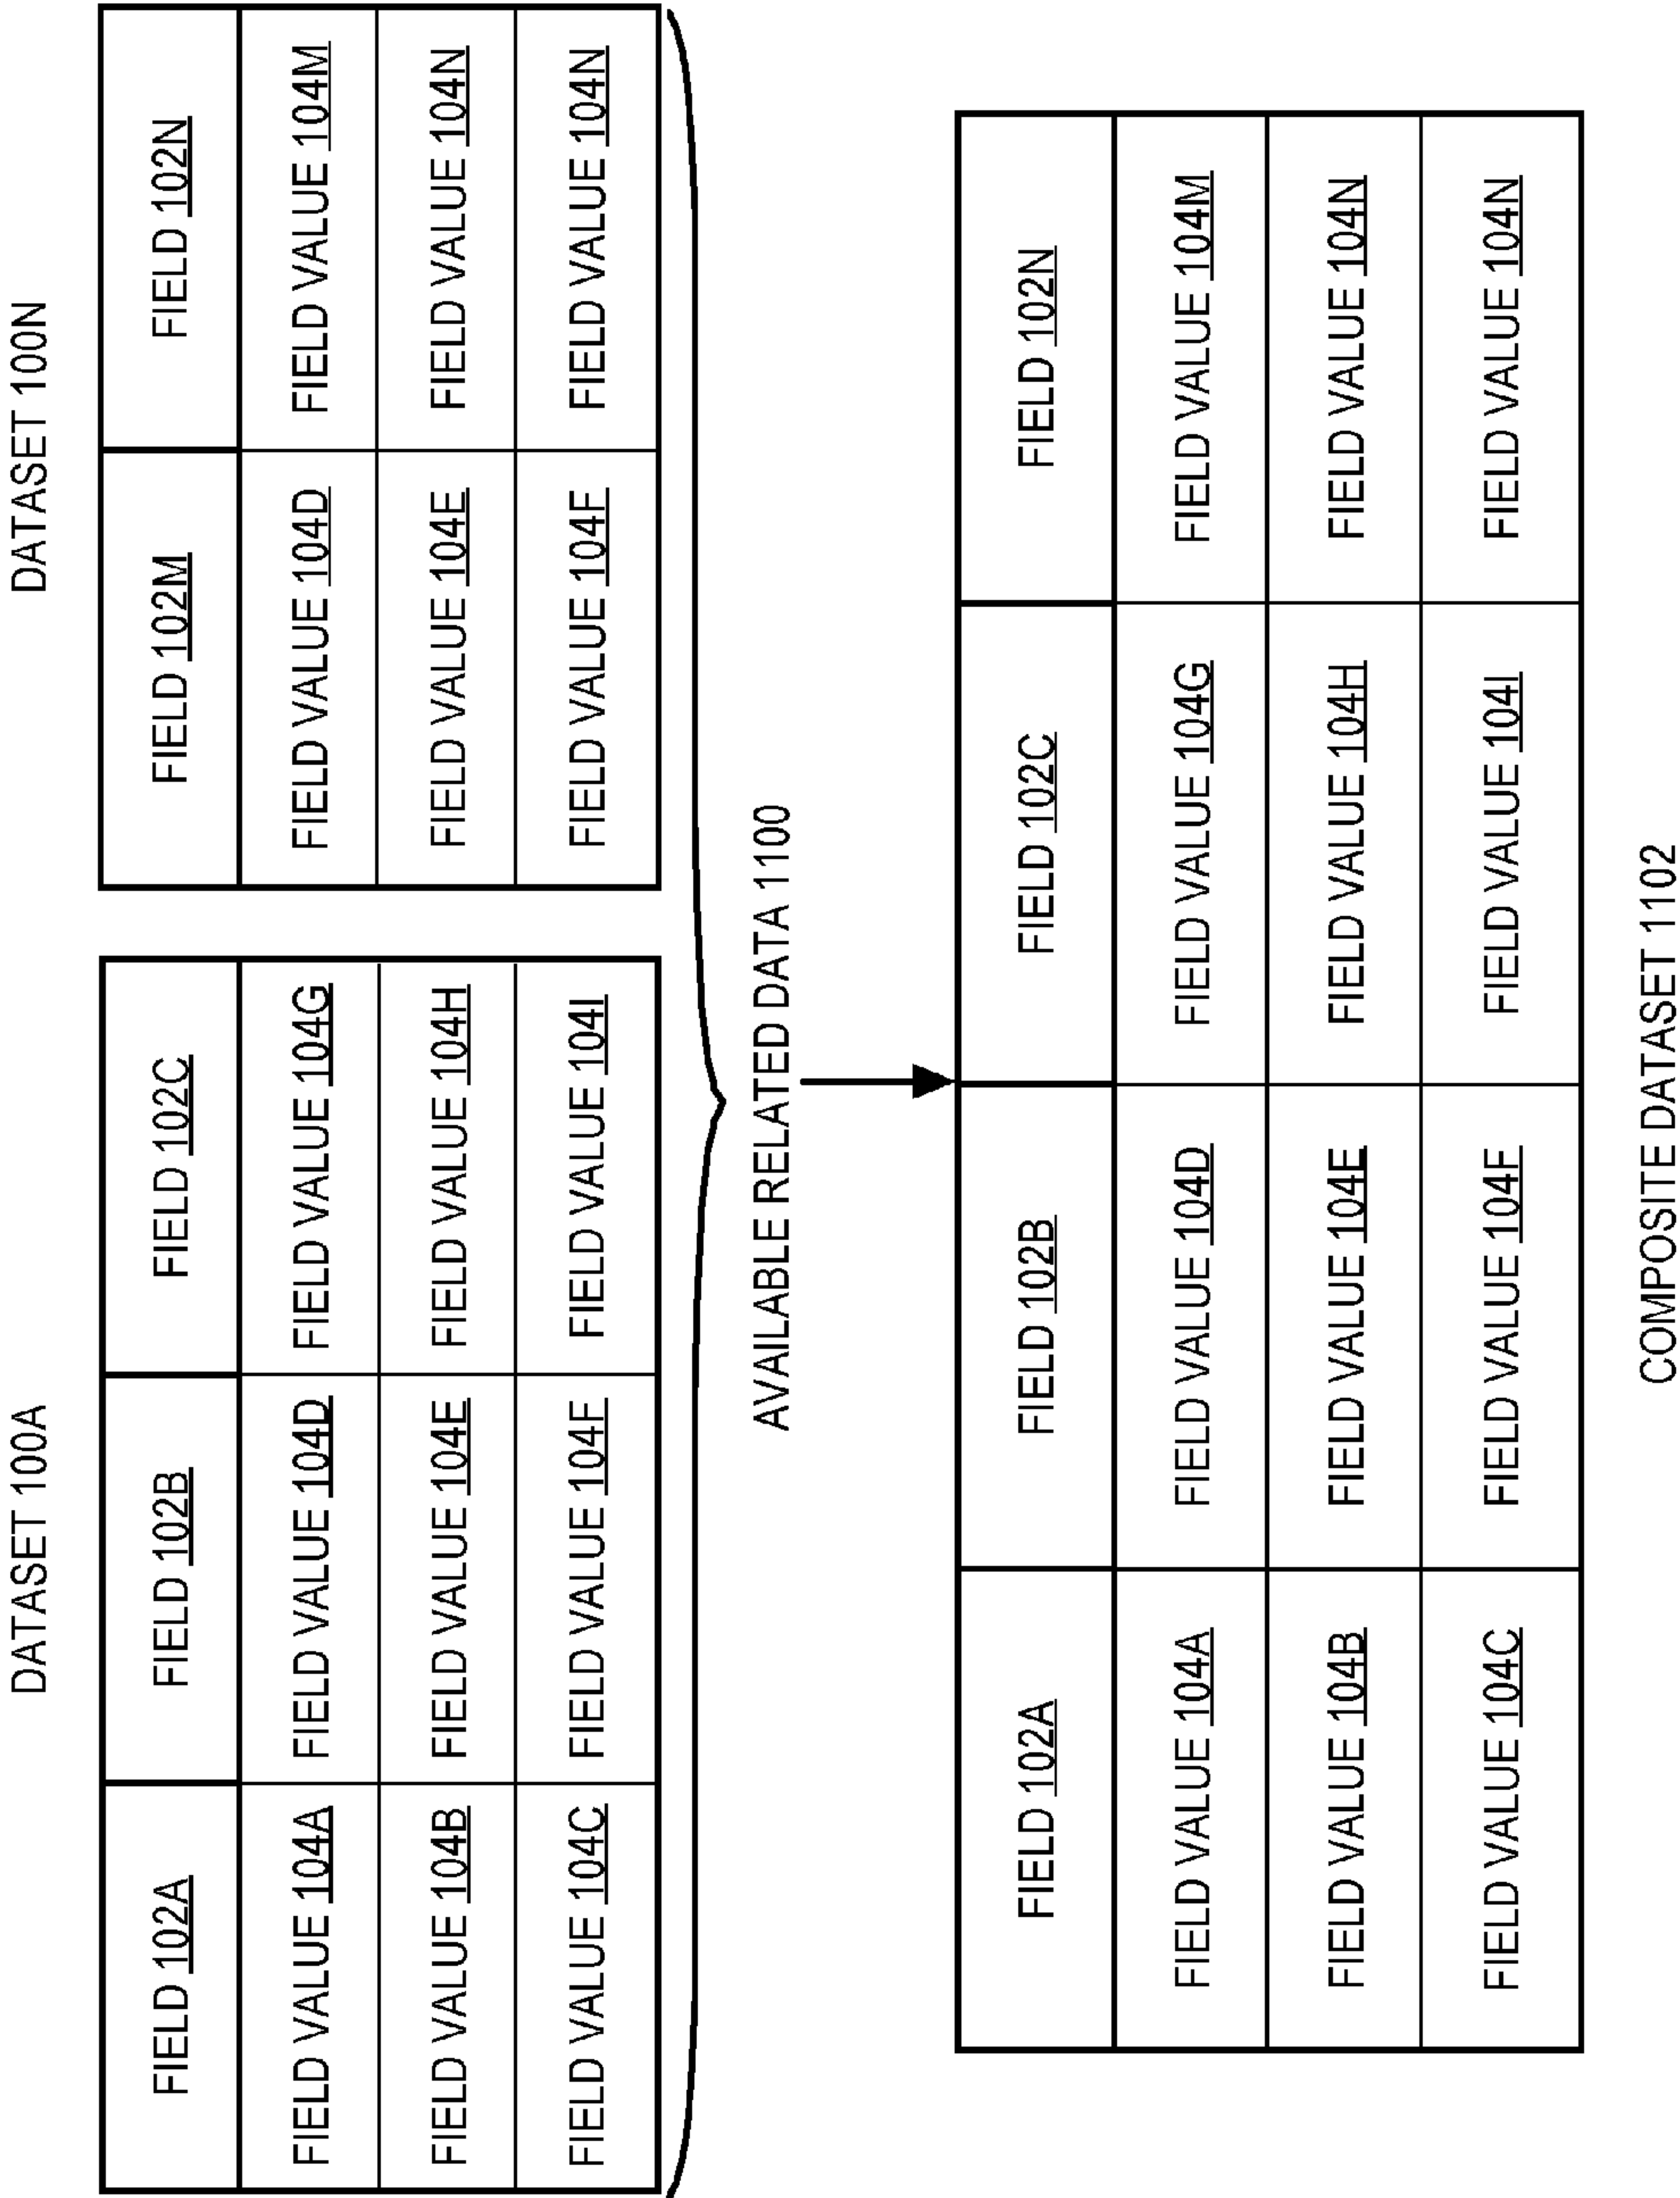 DATASET 100A
FIELD 102A
FIELD 102B
FIELD 102C
FIELD VALUE 104A
FIELD VALUE 104D
FIELD VALUE 104G
FIELD VALUE 104B
FIELD VALUE 104E
FIELD VALUE 104H
FIELD VALUE 104C
FIELD VALUE 104F
FIELD VALUE 104I
DATASET 100N
FIELD 102M
FIELD 102N
FIELD VALUE 104D
FIELD VALUE 104M
FIELD VALUE 104E
FIELD VALUE 104N
FIELD VALUE 104F
FIELD VALUE 104N
AVAILABLE RELATED DATA 1100
FIELD 102A
FIELD 102B
FIELD 102C
FIELD 102N
FIELD VALUE 104A
FIELD VALUE 104D
FIELD VALUE 104G
FIELD VALUE 104M
FIELD VALUE 104B
FIELD VALUE 104E
FIELD VALUE 104H
FIELD VALUE 104N
FIELD VALUE 104C
FIELD VALUE 104F
FIELD VALUE 104I
FIELD VALUE 104N
COMPOSITE DATASET 1102